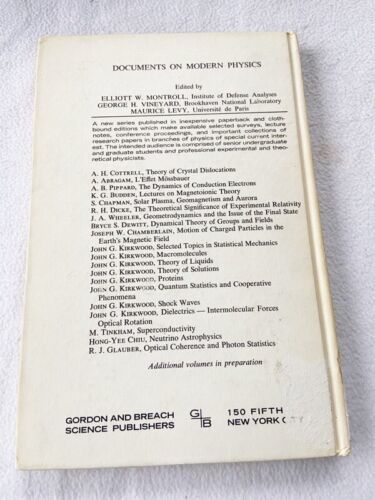 DOCUMENTS ON MODERN PHYSICS
Edited by
ELLIOTT W. MONTROLL, Institute of Defense Analyses
GEORGE H. VINEYARD, Brookhaven National Laboratory
MAURICE LEVY, Université de Paris
A new series published in inexpensive paperback and cloth-
bound editions which make available selected surveys, lecture
notes, conference proceedings, and important collections of
research papers in branches of physics of special current inter-
est. The intended audience is comprised of senior undergraduate
and graduate students and professional experimental and theo-
retical physicists.
A. H. COTTRELL, Theory of Crystal Dislocations
A. ABRAGAM, L'Effet Mössbauer
A. B. PIPPARD, The Dynamics of Conduction Electrons
K. G. BUDDEN, Lectures on Magnetoionic Theory
S. CHAPMAN, Solar Plasma, Geomagnetism and Aurora
R. H. DICKE, The Theoretical Significance of Experimental Relativity
J. A. WHEELER, Geometrodynamics and the Issue of the Final State
BRYCE S. DEWITT, Dynamical Theory of Groups and Fields
JOSEPH W. CHAMBERLAIN, Motion of Charged Particles in the
Earth's Magnetic Field
JOHN G. KIRKWOOD, Selected Topics in Statistical Mechanics
JOHN G. KIRKWOOD, Macromolecules
JOHN G. KIRKWOOD, Theory of Liquids
JOHN G. KIRKWOOD, Theory of Solutions
JOHN G. KIRKWOOD, Proteins
JOHN G. KIRKWOOD, Quantum Statistics and Cooperative
Phenomena
JOHN G. KIRKWOOD, Shock Waves
JOHN G. KIRKWOOD, Dielectrics — Intermolecular Forces
Optical Rotation
M. TINKHAM, Superconductivity
HONG-YEE CHIU, Neutrino Astrophysics
R. J. GLAUBER, Optical Coherence and Photon Statistics
Additional volumes in preparation
GORDON AND BREACH
SCIENCE PUBLISHERS
G
B
150 FIFTH
NEW YORK CITY